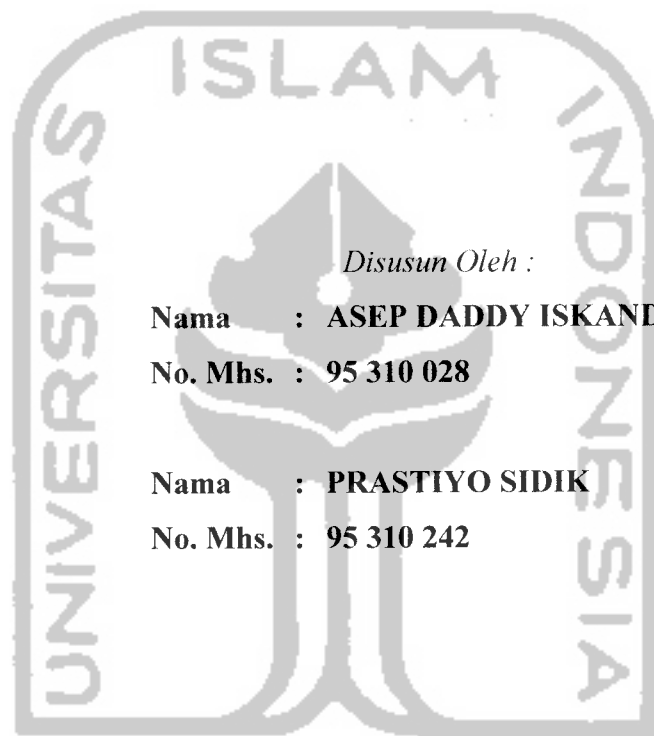 UNIVERSITAS ISLAM INDONESIA
Disusun Oleh :
Nama : ASEP DADDY ISKAND
No. Mhs. : 95 310 028
Nama : PRASTIYO SIDIK
No. Mhs. : 95 310 242